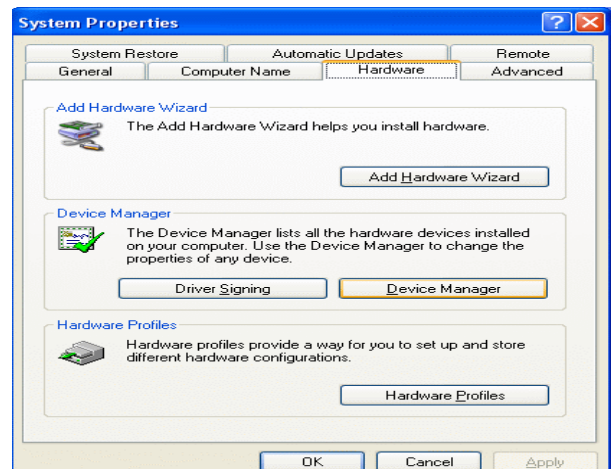 System Properties
System Restore Automatic Updates Remote
General Computer Name Hardware Advanced
Add Hardware Wizard
The Add Hardware Wizard helps you install hardware.
Add Hardware Wizard
Device Manager
The Device Manager lists all the hardware devices installed
on your computer. Use the Device Manager to change the
properties of any device.
Driver Signing Device Manager
Hardware Profiles
Hardware profiles provide a way for you to set up and store
different hardware configurations.
Hardware Profiles
OK Cancel Apply